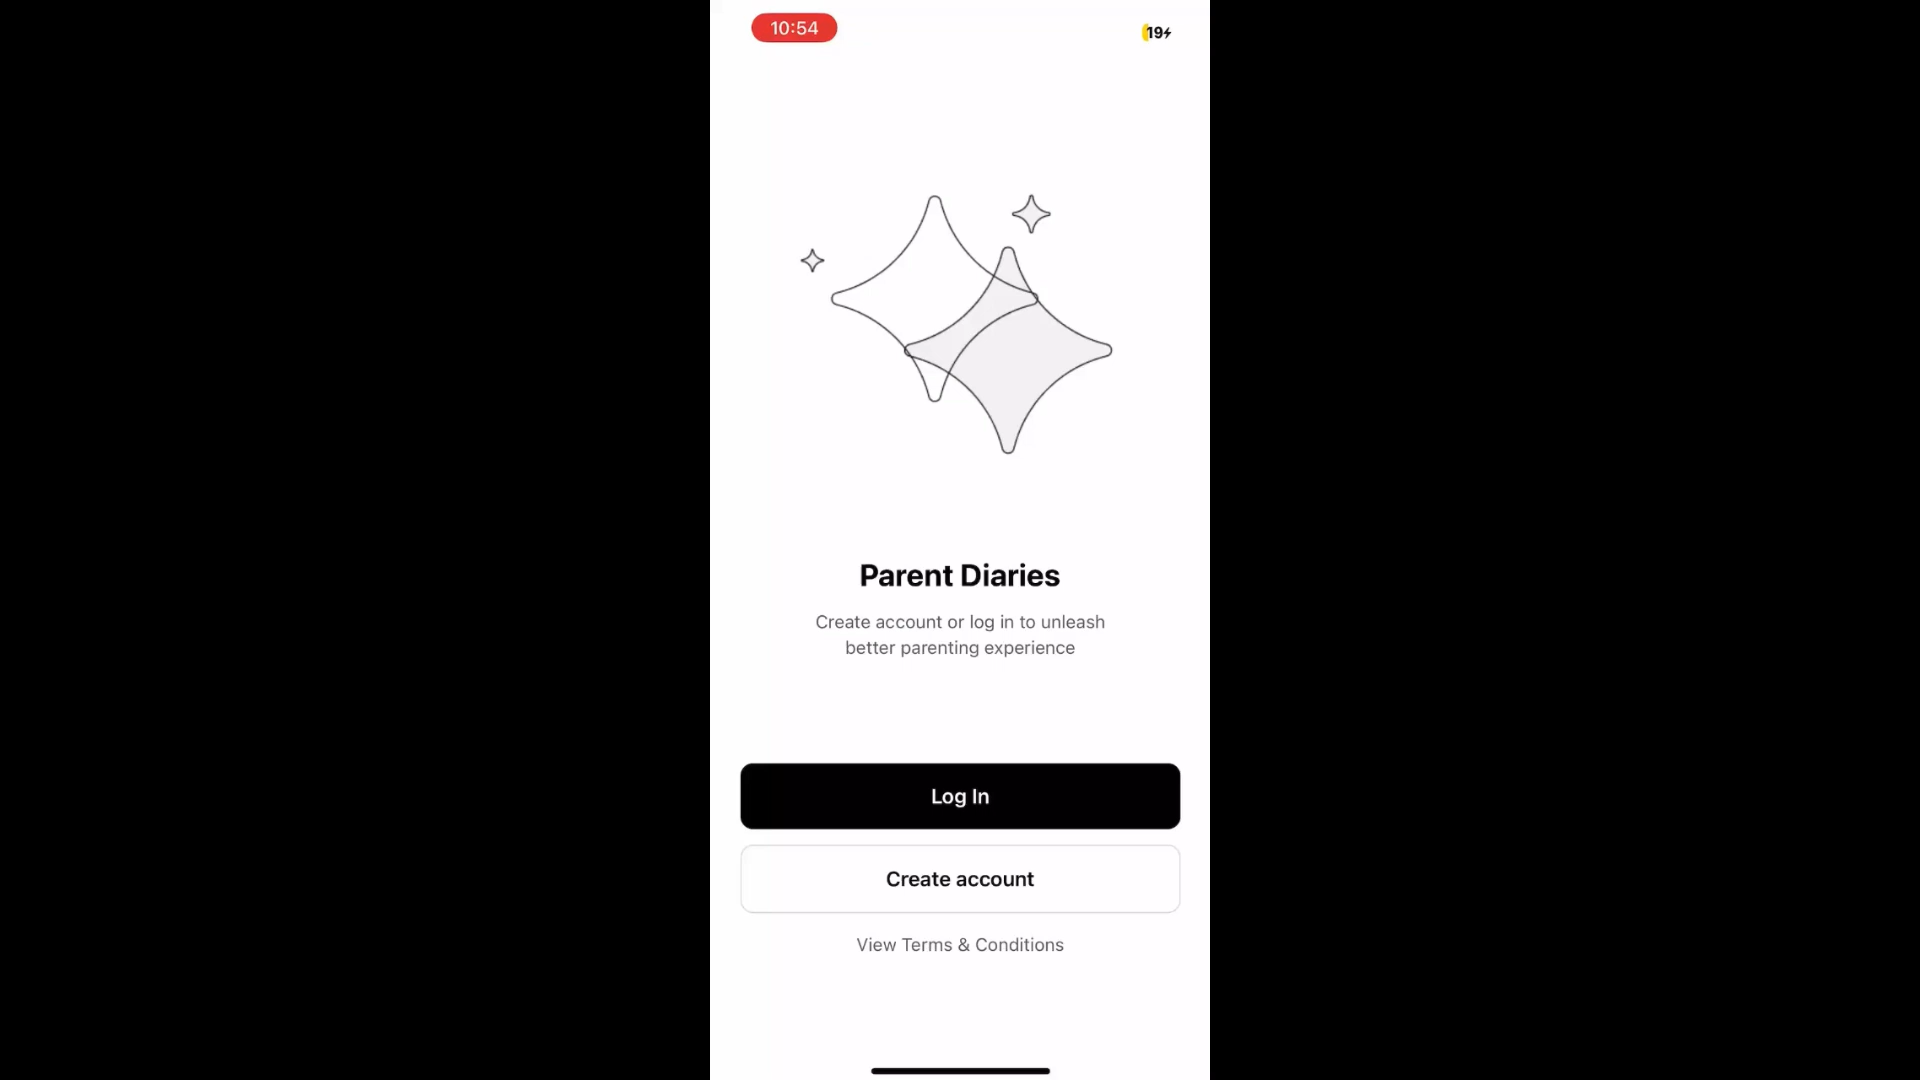 10:54
19
Parent Diaries
Create account or log in to unleash
better parenting experience
Log In
Create account
View Terms & Conditions